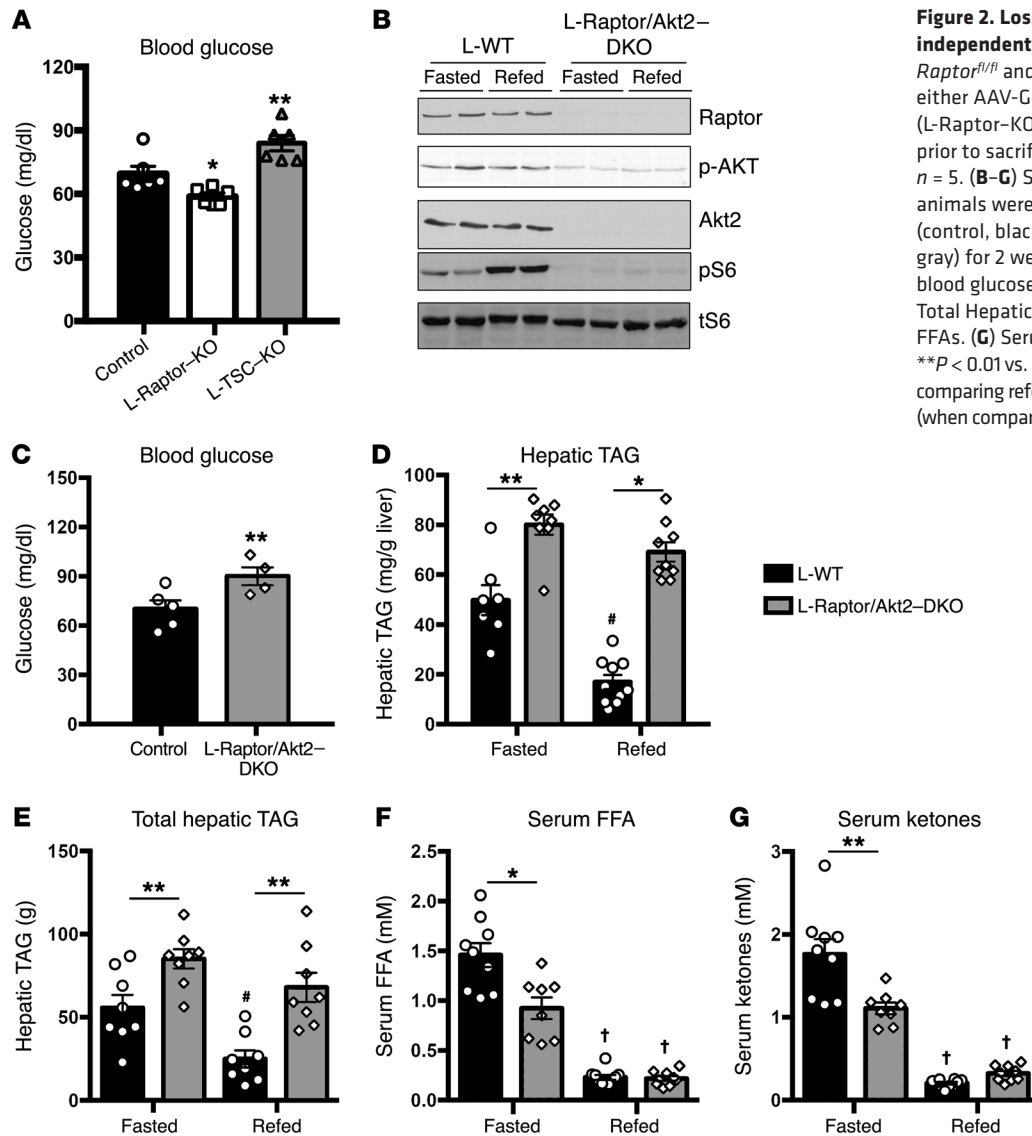 A
Blood glucose
Glucose (mg/dl)
120
90
60
30
0
*
**
Control
L-Raptor–KO
L-TSC–KO
B
L-WT
L-Raptor/Akt2–
DKO
Fasted
Refed
Fasted
Refed
Raptor
p-AKT
Akt2
pS6
tS6
Figure 2. Los
independent
Raptorfl/fl and
either AAV-G
(L-Raptor–KO
prior to sacrif
n = 5. (B–G) S
animals were
(control, blac
gray) for 2 we
blood glucose
Total Hepatic
FFAs. (G) Seru
**P < 0.01 vs.
comparing refe
(when compar
C
Blood glucose
Glucose (mg/dl)
150
120
90
60
30
0
**
Control
L-Raptor/Akt2–
DKO
D
Hepatic TAG
Hepatic TAG (mg/g liver)
100
80
60
40
20
0
**
*
#
Fasted
Refed
L-WT
L-Raptor/Akt2–DKO
E
Total hepatic TAG
Hepatic TAG (g)
150
100
50
0
**
**
#
Fasted
Refed
F
Serum FFA
Serum FFA (mM)
2.5
2.0
1.5
1.0
0.5
0
*
†
†
Fasted
Refed
G
Serum ketones
Serum ketones (mM)
3
2
1
0
**
†
†
Fasted
Refed